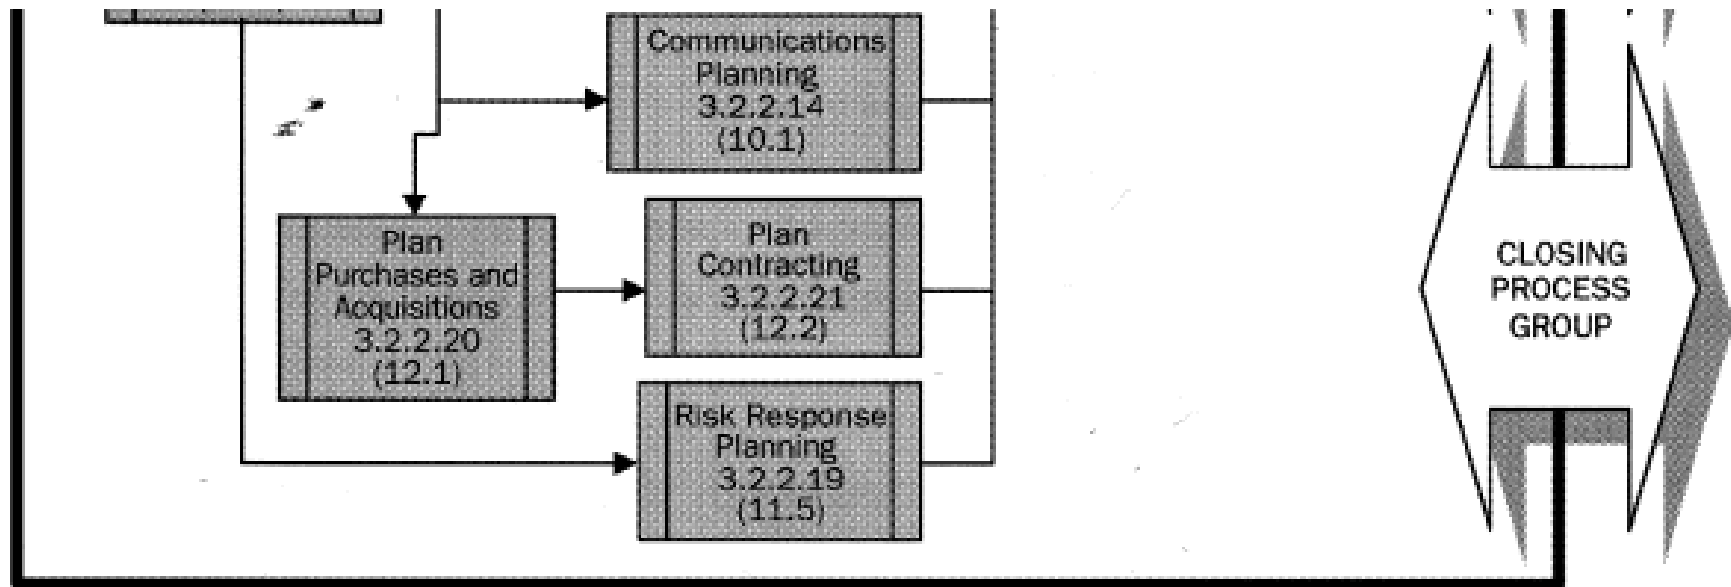 Communications
Planning
3.2.2.14
(10.1)
Plan
Purchases and
Acquisitions
3.2.2.20
(12.1)
Plan
Contracting
3.2.2.21
(12.2)
Risk Response
Planning
3.2.2.19
(11.5)
CLOSING
PROCESS
GROUP